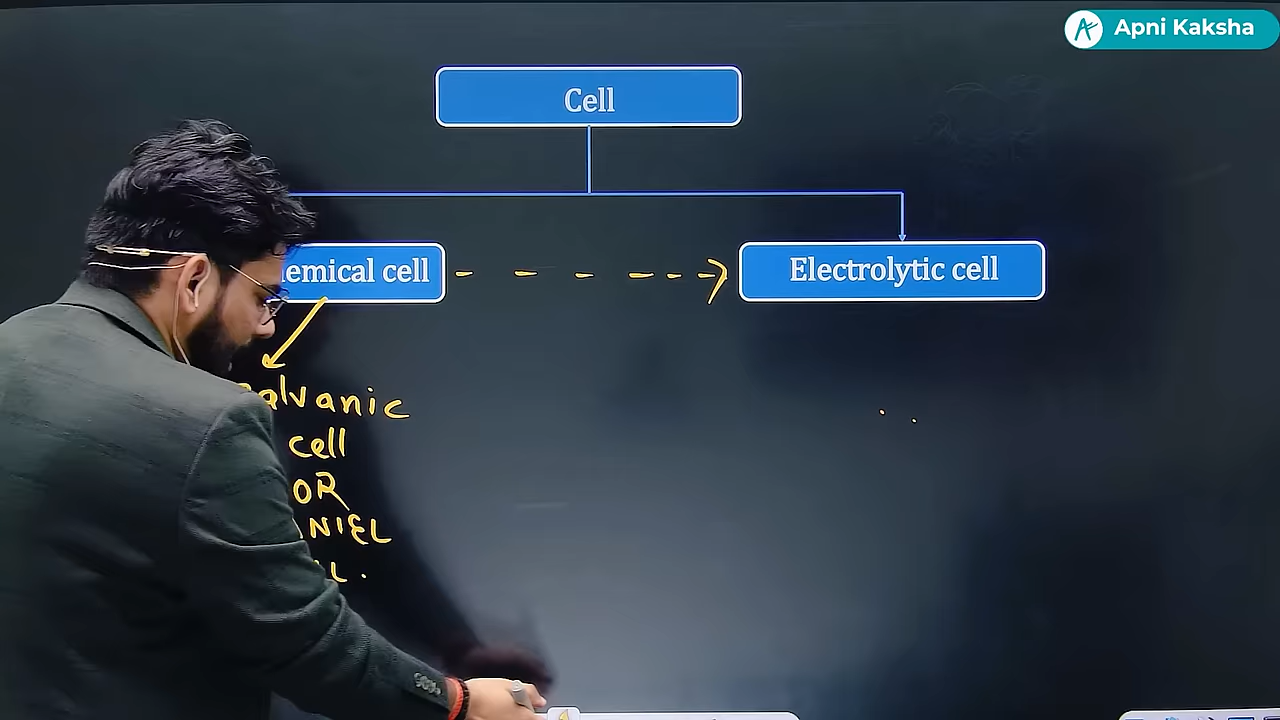 Apni Kaksha
Cell
emical cell
Electrolytic cell
alvanic
cell
OR
NIEL